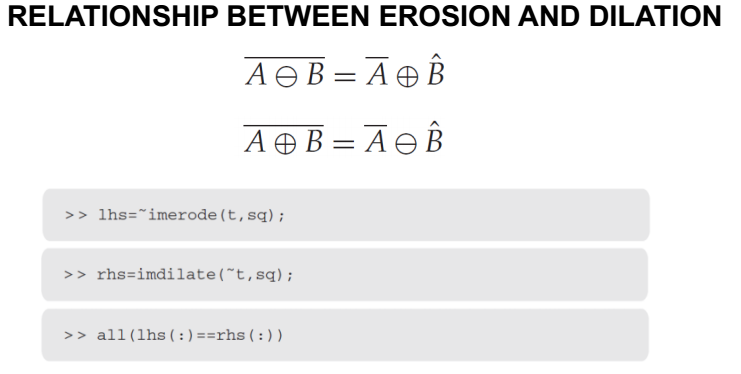 RELATIONSHIP BETWEEN EROSION AND DILATION
$\overline{A \ominus B} = \overline{A} \oplus \hat{B}$
$\overline{A \oplus B} = \overline{A} \ominus \hat{B}$
>> lhs=~imerode(t,sq);
>> rhs=imdilate(~t,sq);
>> all(lhs(:)==rhs(:))